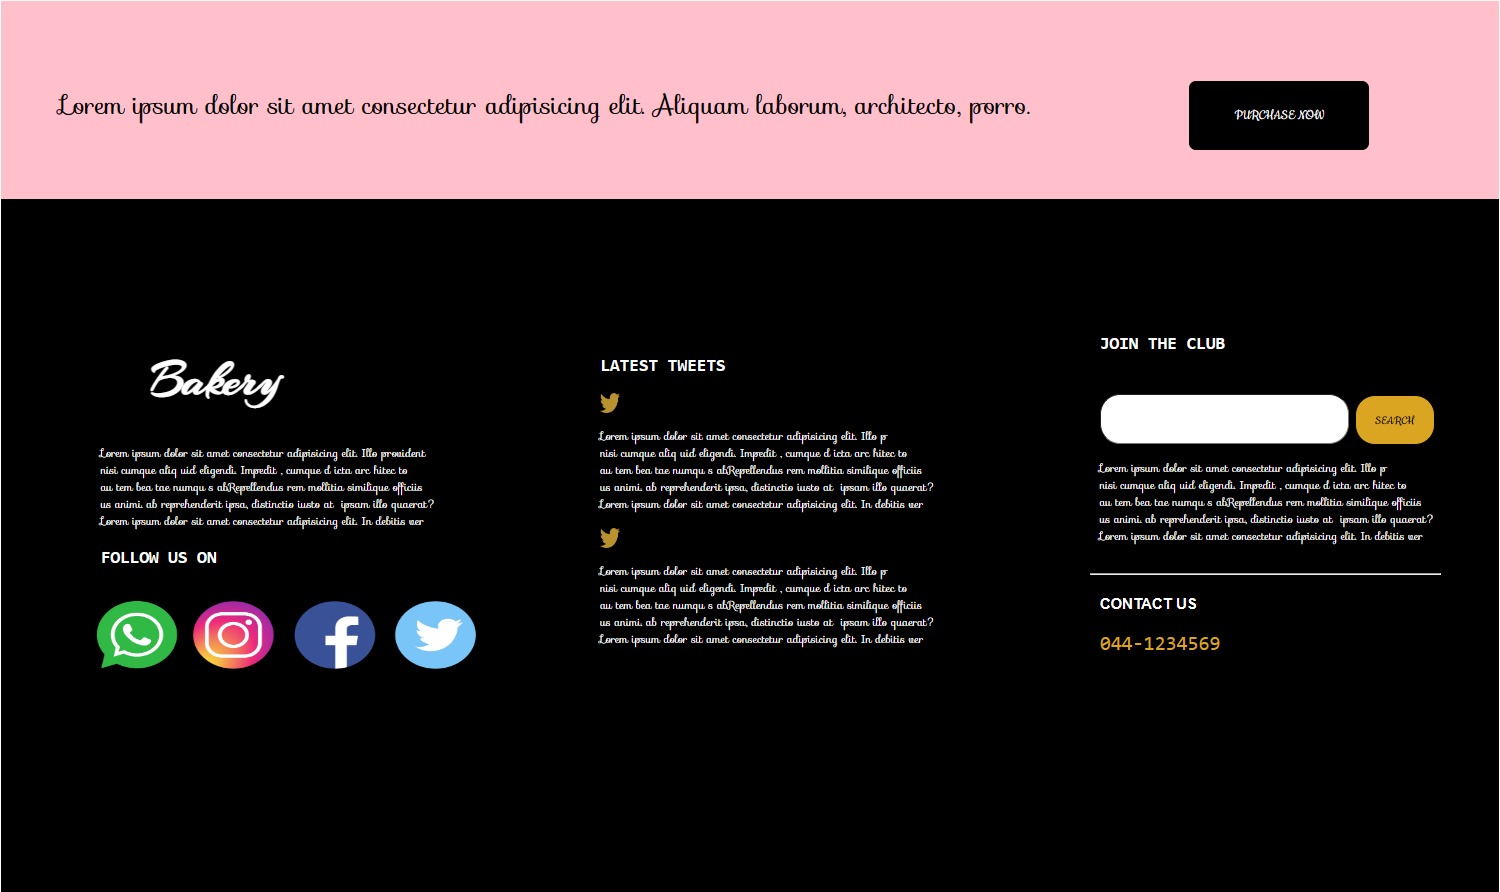 Lorem ipsum dolor sit amet consectetur adipisicing elit. Aliquam laborum, architecto, porro.
PURCHASE NOW
Bakery
Lorem ipsum dolor sit amet consectetur adipisicing elit. Illo provident
nisi cumque aliq uid eligendi. Impedit , cumque d icta arc hitec to
au tem bea tae numqu s abRepellendus rem mollitia similique officiis
us animi, ab reprehenderit ipsa, distinctio iusto at  ipsam illo quaerat?
Lorem ipsum dolor sit amet consectetur adipisicing elit. In debitis ver
FOLLOW US ON
LATEST TWEETS
Lorem ipsum dolor sit amet consectetur adipisicing elit. Illo p
nisi cumque aliq uid eligendi. Impedit , cumque d icta arc hitec to
au tem bea tae numqu s abRepellendus rem mollitia similique officiis
us animi, ab reprehenderit ipsa, distinctio iusto at  ipsam illo quaerat?
Lorem ipsum dolor sit amet consectetur adipisicing elit. In debitis ver
Lorem ipsum dolor sit amet consectetur adipisicing elit. Illo p
nisi cumque aliq uid eligendi. Impedit , cumque d icta arc hitec to
au tem bea tae numqu s abRepellendus rem mollitia similique officiis
us animi, ab reprehenderit ipsa, distinctio iusto at  ipsam illo quaerat?
Lorem ipsum dolor sit amet consectetur adipisicing elit. In debitis ver
JOIN THE CLUB
SEARCH
Lorem ipsum dolor sit amet consectetur adipisicing elit. Illo p
nisi cumque aliq uid eligendi. Impedit , cumque d icta arc hitec to
au tem bea tae numqu s abRepellendus rem mollitia similique officiis
us animi, ab reprehenderit ipsa, distinctio iusto at  ipsam illo quaerat?
Lorem ipsum dolor sit amet consectetur adipisicing elit. In debitis ver
CONTACT US
044-1234569